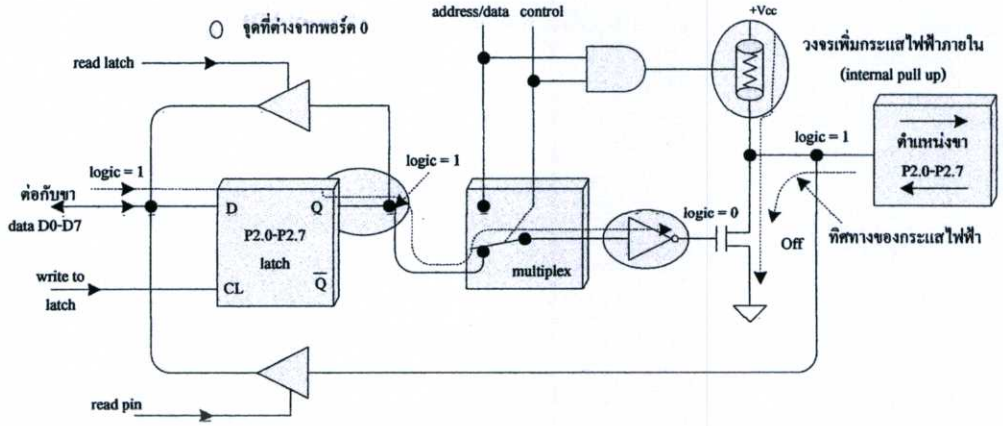 address/data control
+Vcc
จุดที่ต่างจากพอร์ต 0
read latch
วงจรเพิ่มกระแสไฟฟ้าภายใน
(internal pull up)
logic = 1
logic = 1
logic = 1
ตำแหน่งขา
P2.0-P2.7
ต่อกับขา
data D0-D7
D
Q
P2.0-P2.7
latch
CL
Q
logic = 0
Off
ทิศทางของกระแสไฟฟ้า
multiplex
write to
latch
read pin